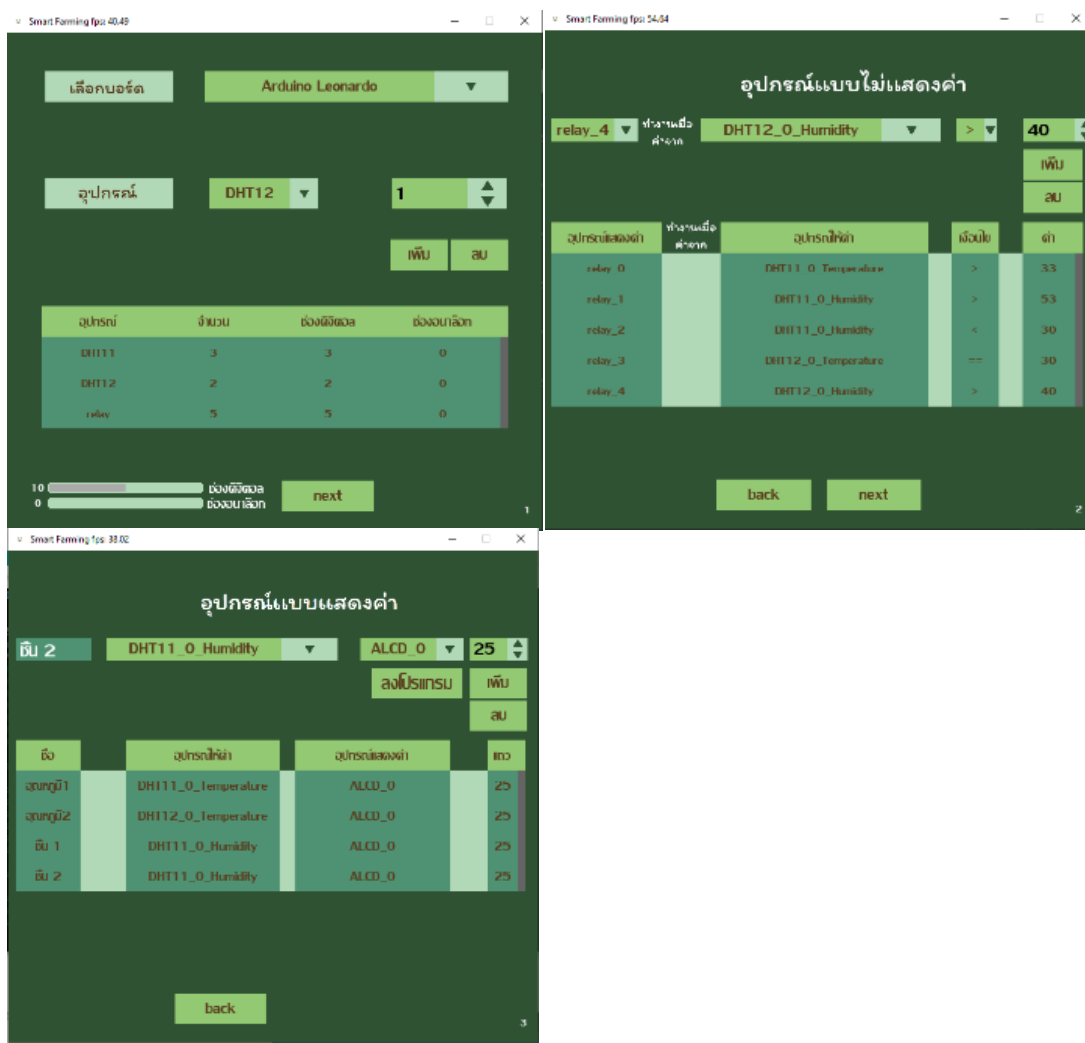 Smart Farming fps: 40.49
เลือกบอร์ด Arduino Leonardo
อุปกรณ์ DHT12 1
เพิ่ม ลบ
อุปกรณ์ จำนวน ช่องดิจิตอล ช่องอนาล็อก
DHT11 3 3 0
DHT12 2 2 0
relay 5 5 0
10 ช่องดิจิตอล
0 ช่องอนาล็อก
next
1
Smart Farming fps: 54.64
อุปกรณ์แบบไม่แสดงค่า
relay_4 ทำงานเมื่อ ค่าจาก DHT12_0_Humidity > 40
เพิ่ม
ลบ
อุปกรณ์แสดงค่า ทำงานเมื่อ ค่าจาก อุปกรณ์ให้ค่า เงื่อนไข ค่า
relay_0 DHT11_0_Temperature > 33
relay_1 DHT11_0_Humidity > 53
relay_2 DHT11_0_Humidity < 30
relay_3 DHT12_0_Temperature == 30
relay_4 DHT12_0_Humidity > 40
back next
2
Smart Farming fps: 38.02
อุปกรณ์แบบแสดงค่า
ชื้น 2 DHT11_0_Humidity ALCD_0 25
ลงโปรแกรม เพิ่ม
ลบ
ชื่อ อุปกรณ์ให้ค่า อุปกรณ์แสดงค่า แถว
อุณหภูมิ1 DHT11_0_Temperature ALCD_0 25
อุณหภูมิ2 DHT12_0_Temperature ALCD_0 25
ชื้น 1 DHT11_0_Humidity ALCD_0 25
ชื้น 2 DHT11_0_Humidity ALCD_0 25
back
3